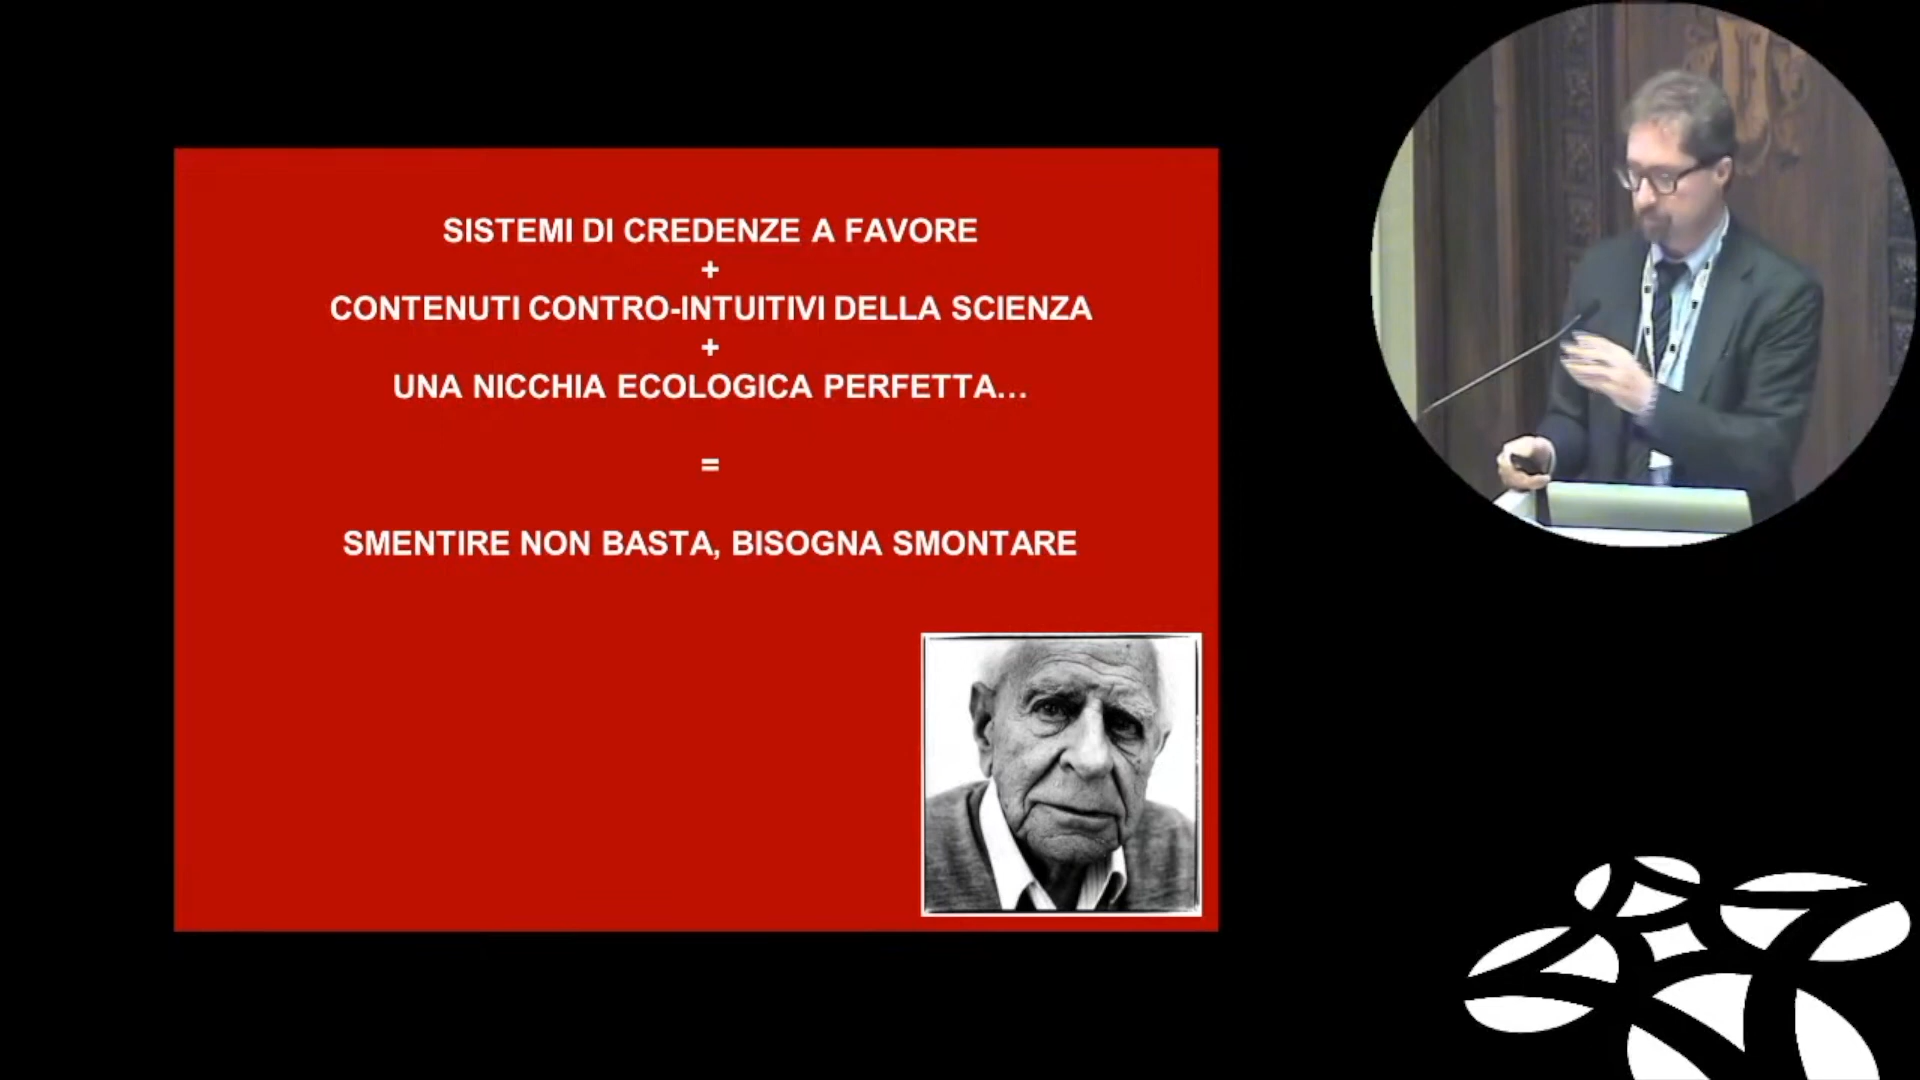 SISTEMI DI CREDENZE A FAVORE
+
CONTENUTI CONTRO-INTUITIVI DELLA SCIENZA
+
UNA NICCHIA ECOLOGICA PERFETTA...
=
SMENTIRE NON BASTA, BISOGNA SMONTARE